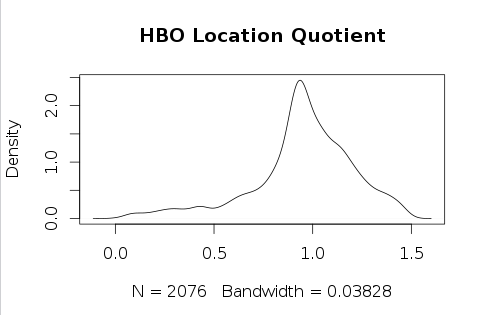 HBO Location Quotient
Density
2.0
1.0
0.0
0.0 0.5 1.0 1.5
N = 2076 Bandwidth = 0.03828